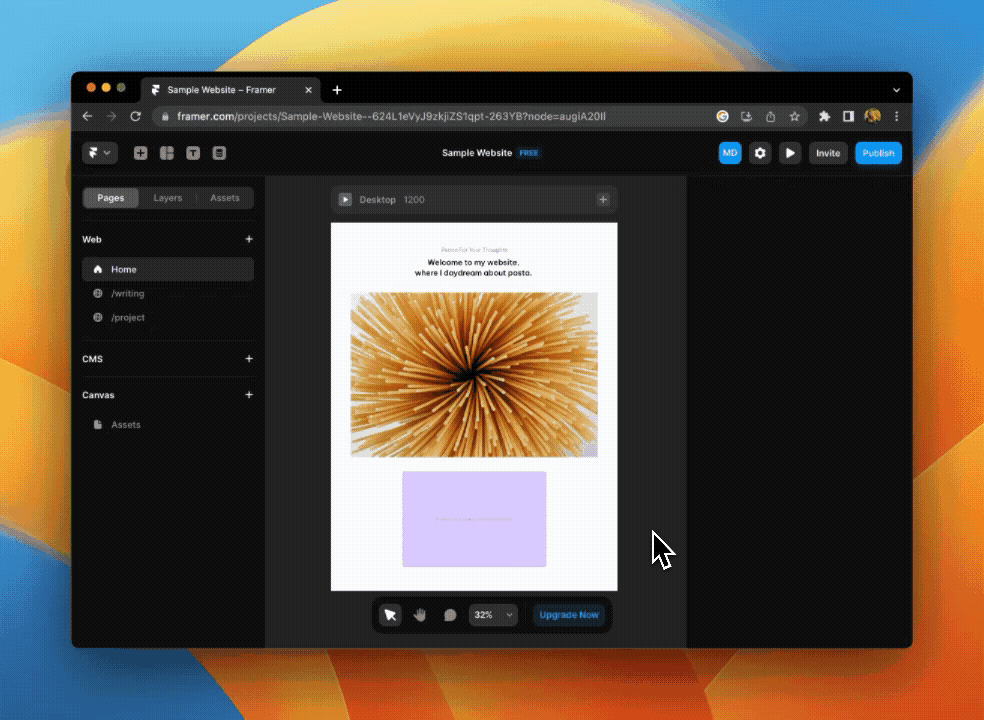 Sample Website – Framer
framer.com/projects/Sample-Website--624L1eVyJ9zkjiZS1qpt-263YB?node=augiA20Il
Sample Website FREE
MD
Invite
Publish
Pages
Layers
Assets
Desktop 1200
Web
Home
/writing
/project
CMS
Canvas
Assets
Penne For Your Thoughts
Welcome to my website,
where I daydream about pasta.
32%
Upgrade Now